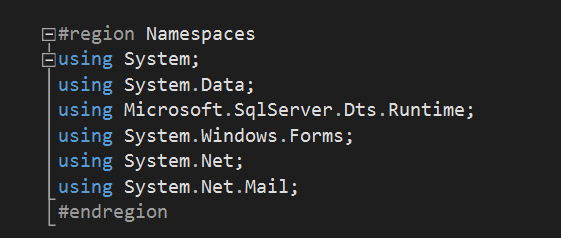 #region Namespaces
using System;
using System.Data;
using Microsoft.SqlServer.Dts.Runtime;
using System.Windows.Forms;
using System.Net;
using System.Net.Mail;
#endregion